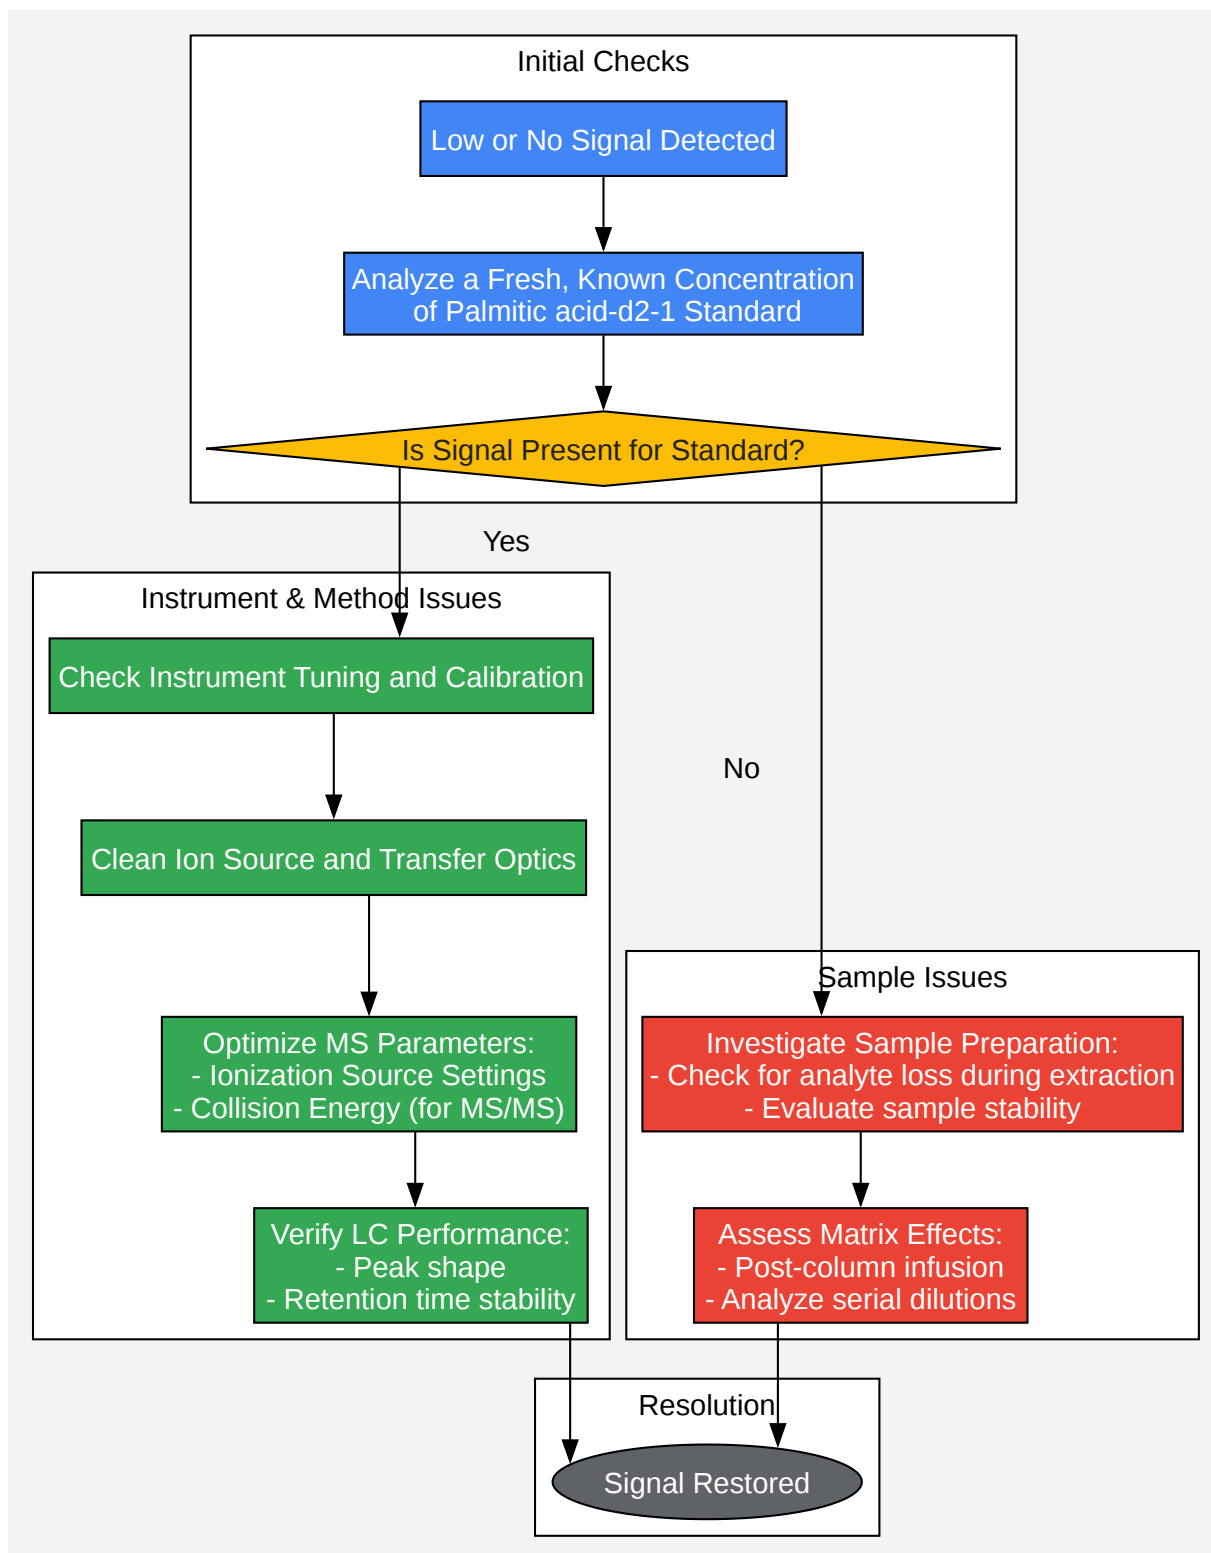 Initial Checks
Low or No Signal Detected
Analyze a Fresh, Known Concentration
of Palmitic acid-d2-1 Standard
Is Signal Present for Standard?
Yes
Instrument & Method Issues
Check Instrument Tuning and Calibration
Clean Ion Source and Transfer Optics
Optimize MS Parameters:
- Ionization Source Settings
- Collision Energy (for MS/MS)
Verify LC Performance:
- Peak shape
- Retention time stability
No
Sample Issues
Investigate Sample Preparation:
- Check for analyte loss during extraction
- Evaluate sample stability
Assess Matrix Effects:
- Post-column infusion
- Analyze serial dilutions
Resolution
Signal Restored